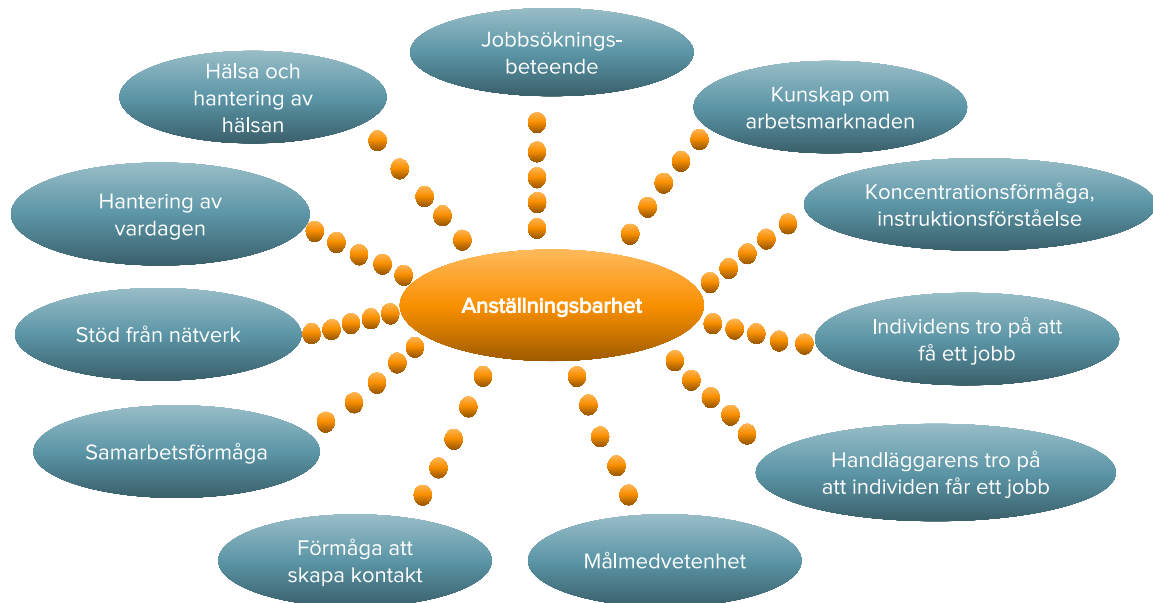 Jobbsöknings-
beteende
Hälsa och
hantering av
hälsan
Kunskap om
arbetsmarknaden
Hantering av
vardagen
Koncentrationsförmåga,
instruktionsförståelse
Anställningsbarhet
Stöd från nätverk
Individens tro på att
få ett jobb
Samarbetsförmåga
Handläggarens tro på
att individen får ett jobb
Förmåga att
skapa kontakt
Målmedvetenhet